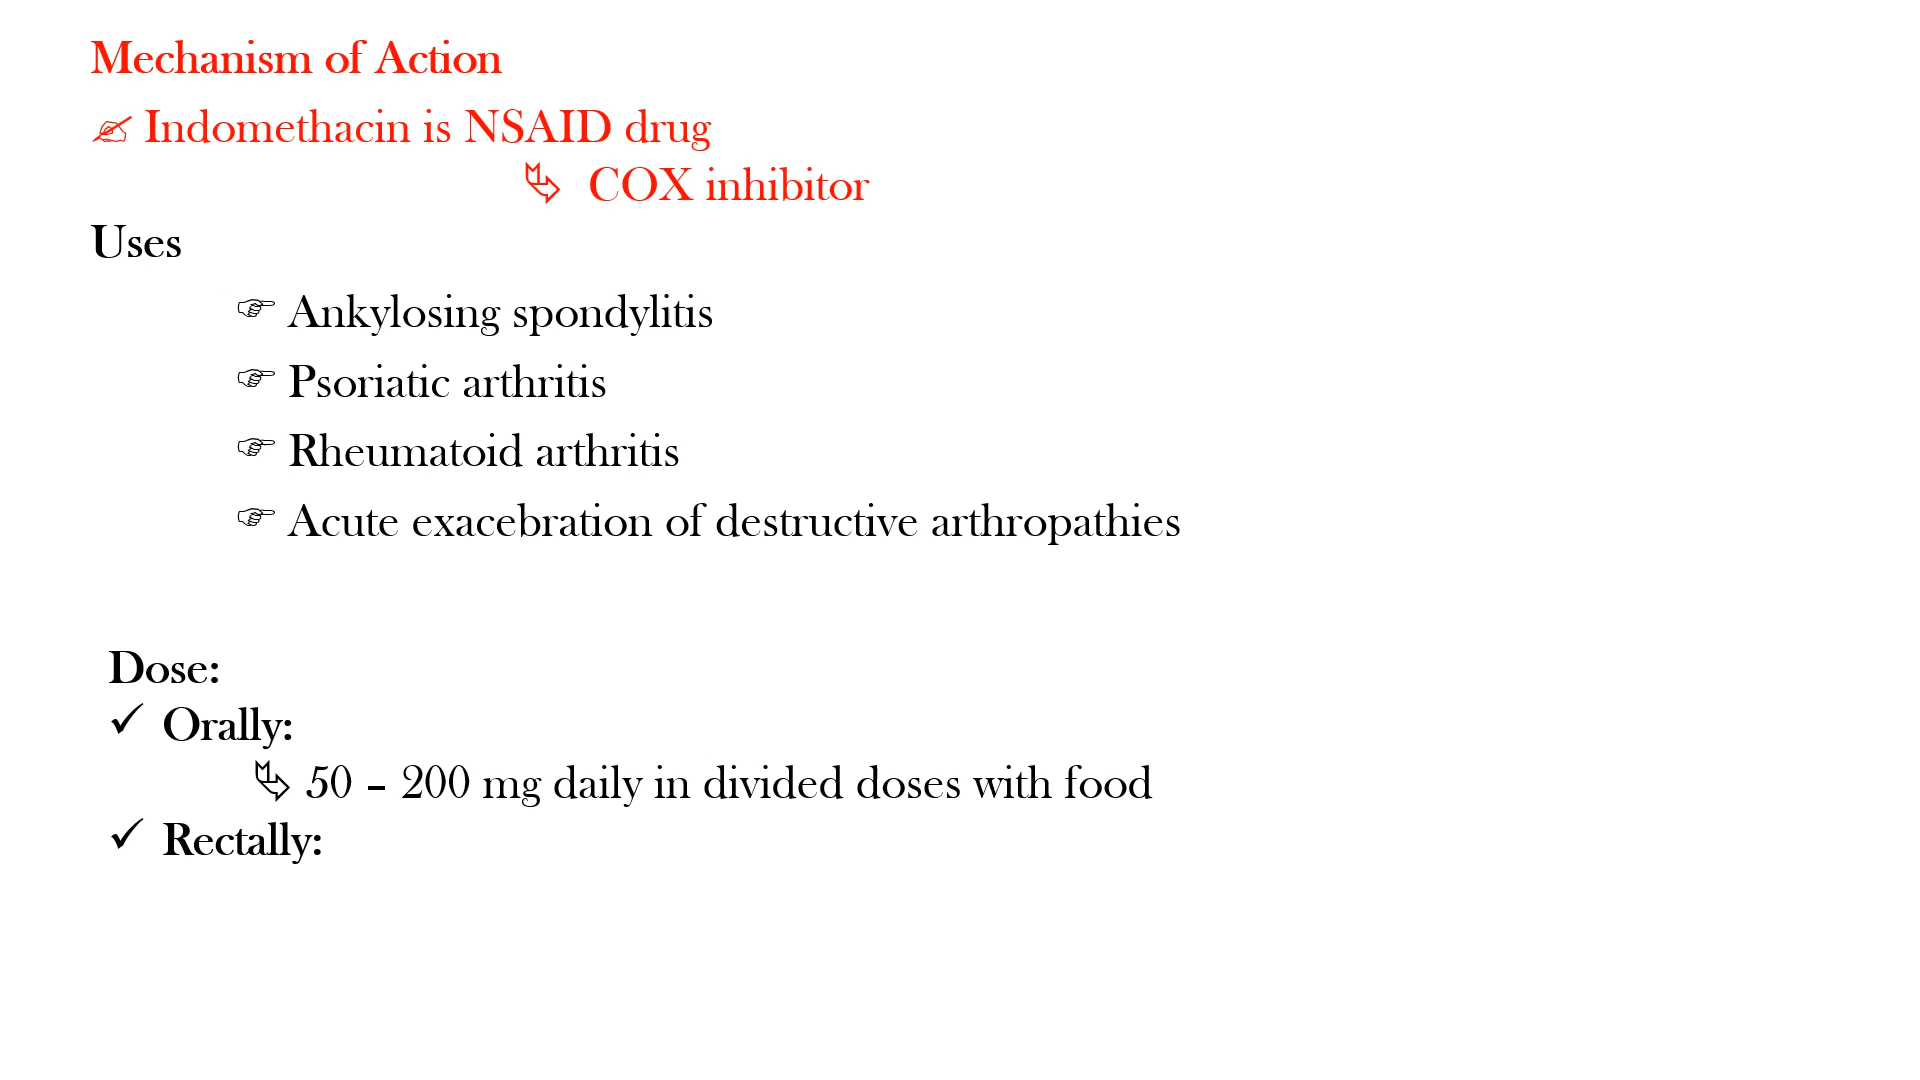 Mechanism of Action
Indomethacin is NSAID drug
COX inhibitor
Uses
Ankylosing spondylitis
Psoriatic arthritis
Rheumatoid arthritis
Acute exacebration of destructive arthropathies
Dose:
✓ Orally:
50 – 200 mg daily in divided doses with food
✓ Rectally: